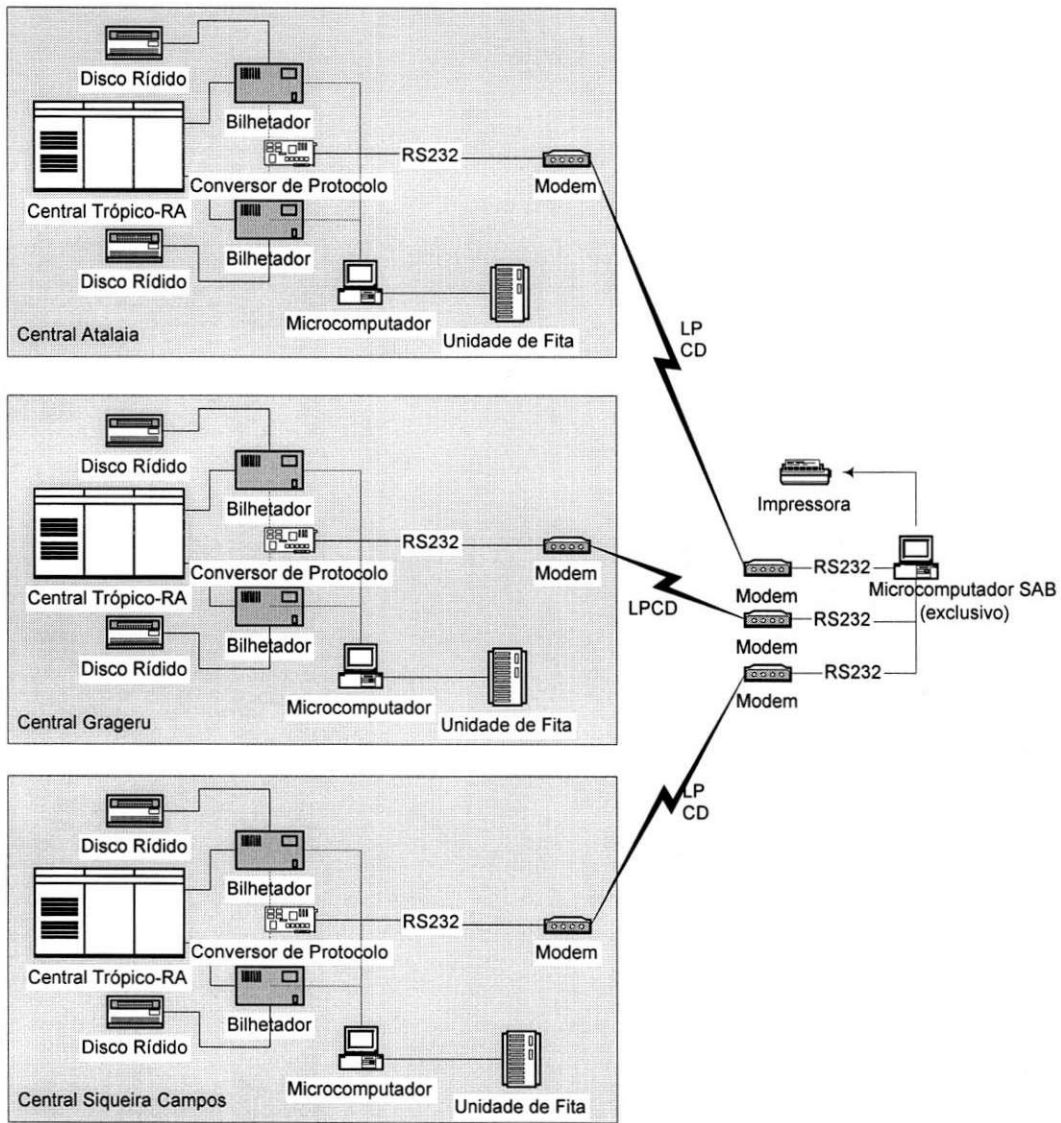 Disco Rídido
Bilhetador
RS232
Conversor de Protocolo
Modem
Central Trópico-RA
Bilhetador
Disco Rídido
Microcomputador
Unidade de Fita
Central Atalaia
LP
CD
Disco Rídido
Bilhetador
RS232
Conversor de Protocolo
Modem
Central Trópico-RA
Bilhetador
Disco Rídido
Microcomputador
Unidade de Fita
Central Grageru
LPCD
Impressora
RS232
Microcomputador SAB
(exclusivo)
Modem
RS232
Modem
RS232
Modem
Disco Rídido
Bilhetador
RS232
Conversor de Protocolo
Modem
Central Trópico-RA
Bilhetador
Disco Rídido
Microcomputador
Unidade de Fita
Central Siqueira Campos
LP
CD